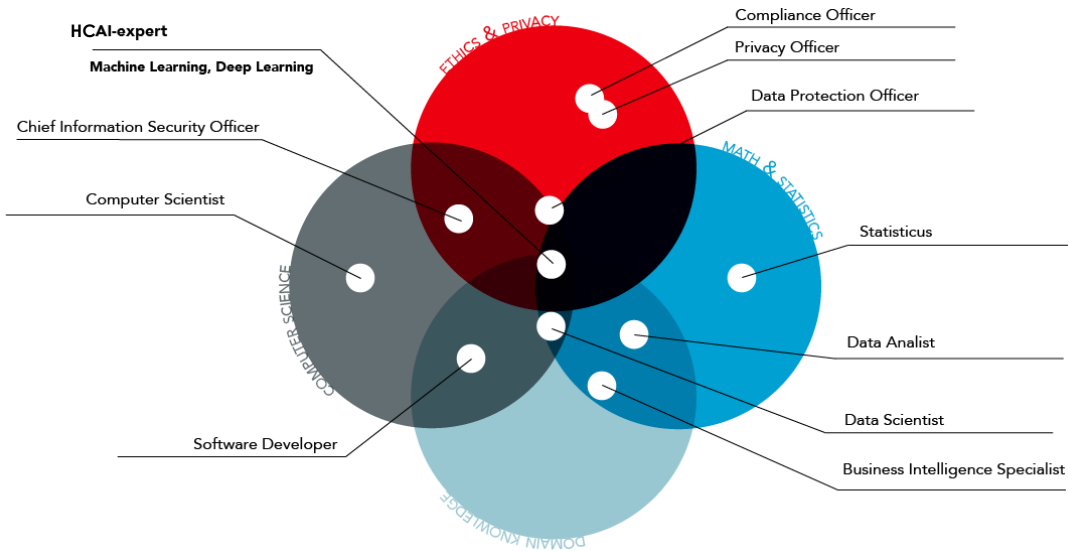 HCAI-expert
Machine Learning, Deep Learning
Chief Information Security Officer
Computer Scientist
Software Developer
ETHICS & PRIVACY
COMPUTER SCIENCE
MATH & STATISTICS
DOMAIN KNOWLEDGE
Compliance Officer
Privacy Officer
Data Protection Officer
Statisticus
Data Analist
Data Scientist
Business Intelligence Specialist